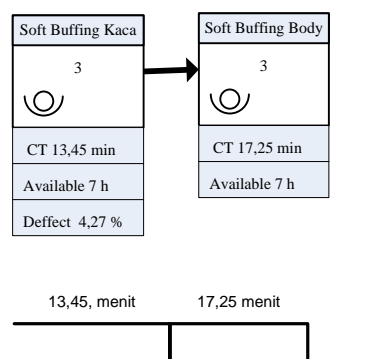 Soft Buffing Kaca
3
CT 13,45 min
Available 7 h
Deffect 4,27 %
Soft Buffing Body
3
CT 17,25 min
Available 7 h
13,45, menit
17,25 menit